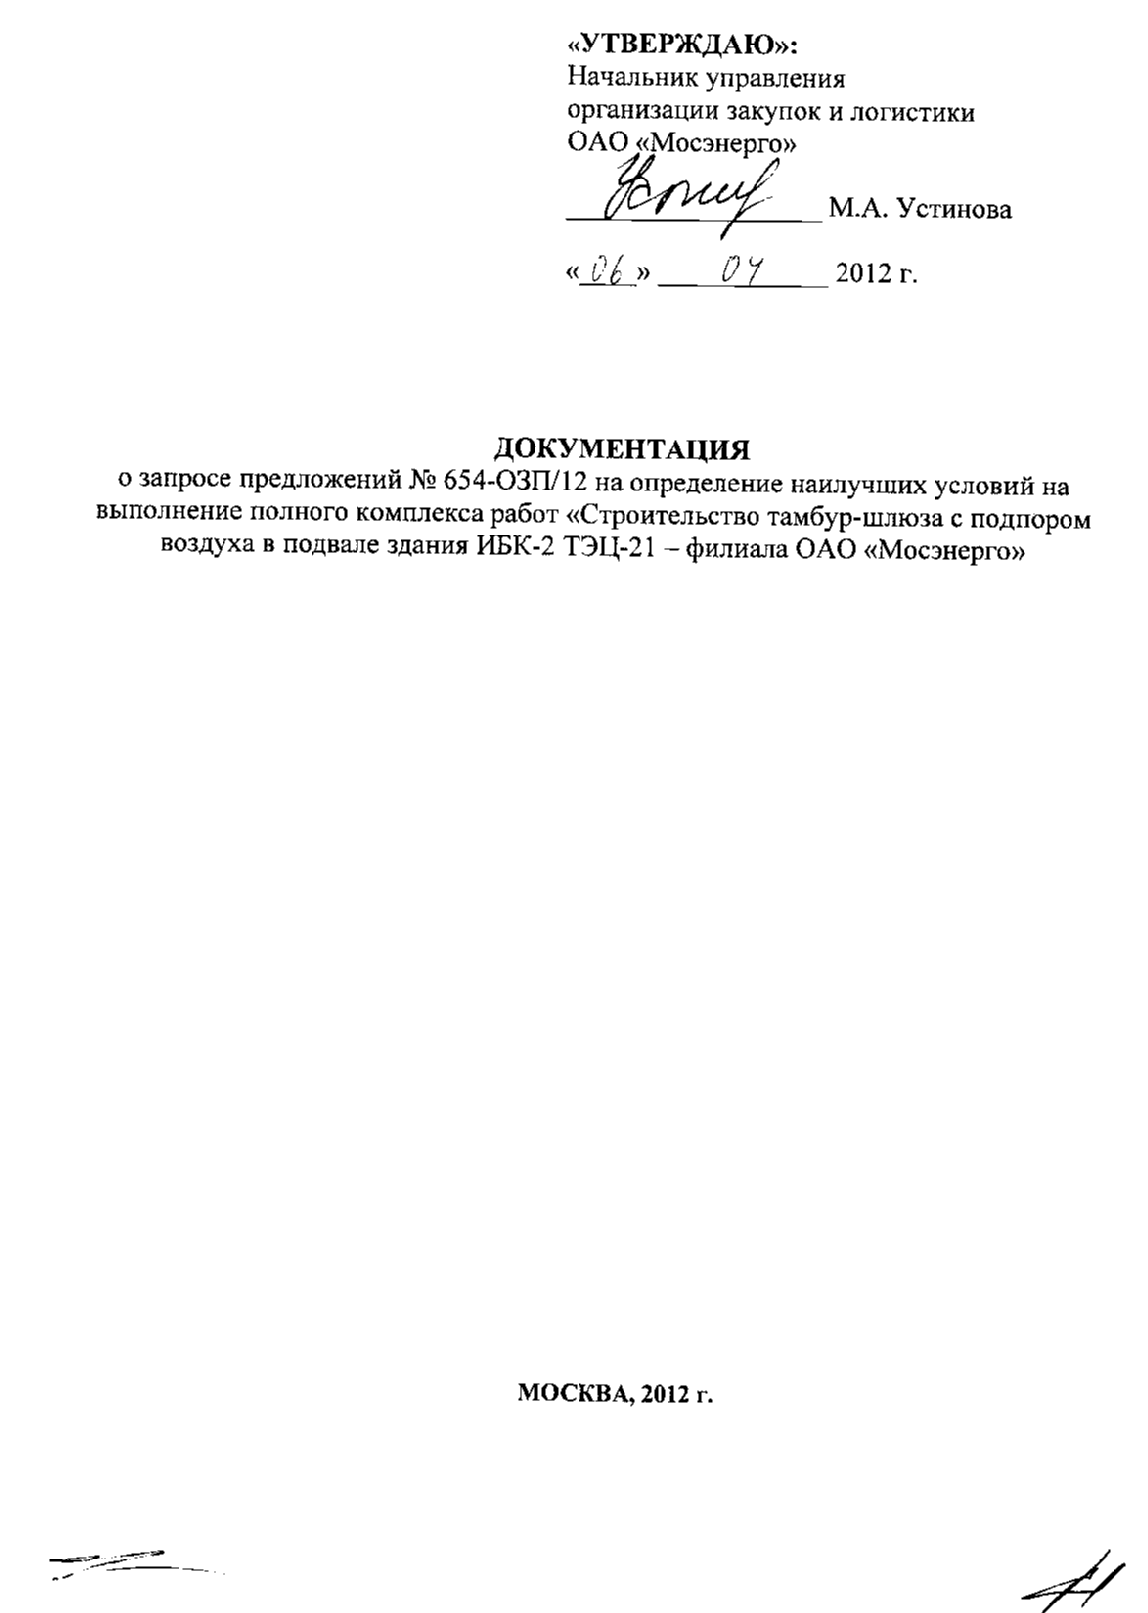 «УТВЕРЖДАЮ»:
Начальник управления
организации закупок и логистики
ОАО «Мосэнерго»
М.А. Устинова
«06» 04 2012 г.
ДОКУМЕНТАЦИЯ
о запросе предложений № 654-ОЗП/12 на определение наилучших условий на
выполнение полного комплекса работ «Строительство тамбур-шлюза с подпором
воздуха в подвале здания ИБК-2 ТЭЦ-21 – филиала ОАО «Мосэнерго»
МОСКВА, 2012 г.